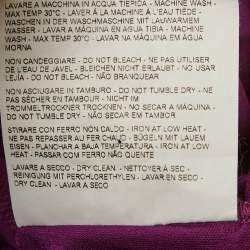 LAVARE A MACCHINA IN ACQUA TIEPIDA - MACHINE
WASH - MAX TEMP 30°C - LAVER À LA MACHINE À L'EAU TIÈDE -
WASCHEN IN DER WASCHMASCHINE MIT LAUWARMEM
WASSER - LAVAR EN MÁQUINA EN AGUA TIBIA - MACHINE
WASH - MAX TEMP 30°C - LAVAR NA MÁQUINA EM ÁGUA
MORNA
NON CANDEGGIARE - DO NOT BLEACH - NE PAS UTILISER
DE L'EAU DE JAVEL - BLEICHEN NICHT ERLAUBT - NO USAR
LEJIA - DO NOT BLEACH - NÃO BRANQUEAR
NON ASCIUGARE IN TAMBURO - DO NOT TUMBLE DRY - NE
PAS SÉCHER EN TAMBOUR - NICHT IM
TROMMELTROCKNER TROCKNEN - NO SECAR A MÁQUINA -
DO NOT TUMBLE DRY - NÃO SECAR EM TAMBOR
STIRARE CON FERRO NON CALDO - IRON AT LOW HEAT -
NE PAS REPASSER AU FER CHAUD - BÜGELN MIT LAUEM
EISEN - PLANCHAR A BAJA TEMPERATURA - IRON AT LOW
HEAT - PASSAR COM FERRO NÃO QUENTE
LAVARE A SECCO - DRY CLEAN - NETTOYER À SEC -
REINIGUNG MIT PERCHLORETHYLEN - LAVAR EN SECO -
DRY CLEAN - LAVAR A SECO